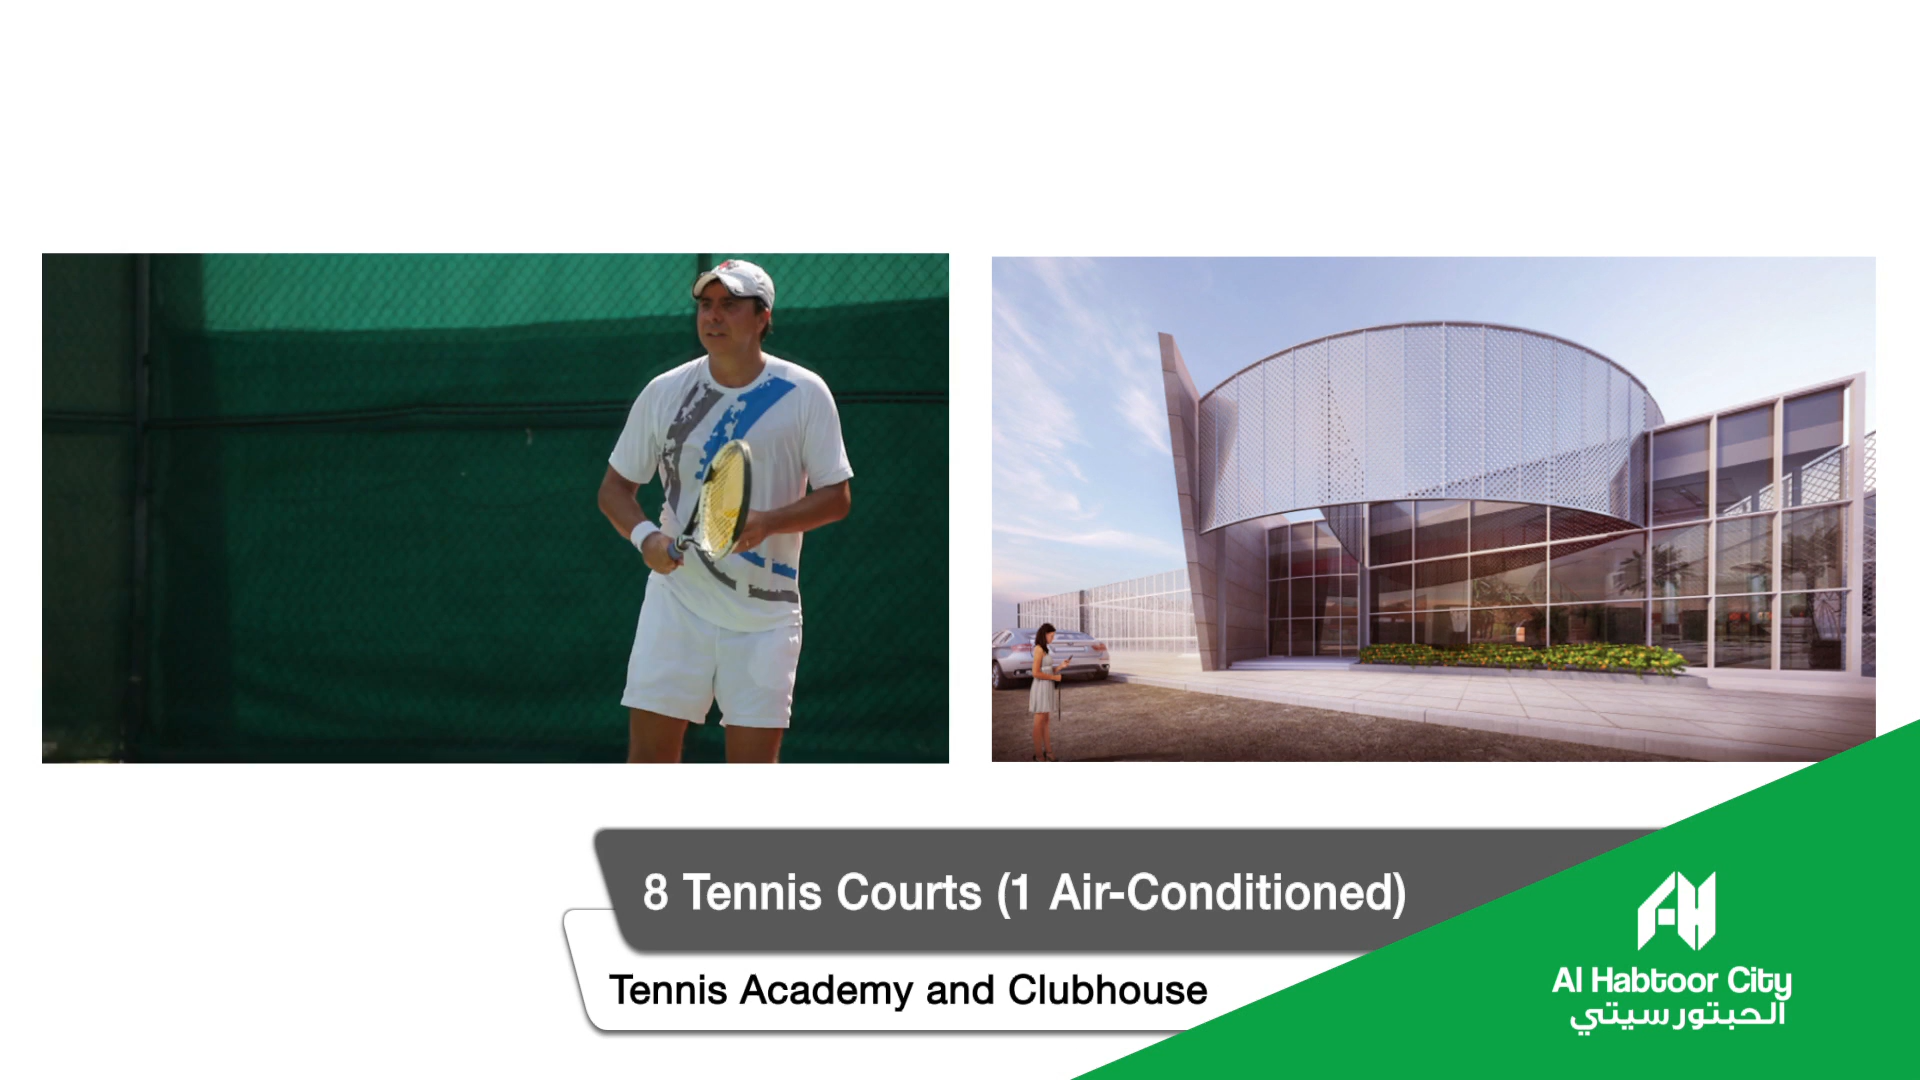 8 Tennis Courts (1 Air-Conditioned)
Tennis Academy and Clubhouse
Al Habtoor City
الحبتور سيتي